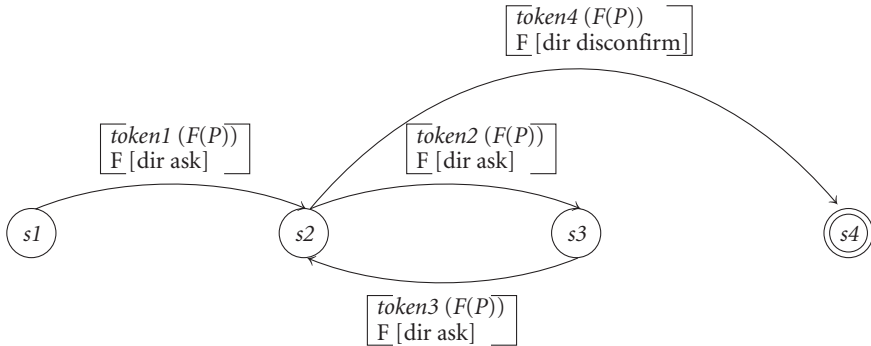 token4 (F(P))
F [dir disconfirm]
token1 (F(P))
F [dir ask]
token2 (F(P))
F [dir ask]
s1
s2
s3
s4
token3 (F(P))
F [dir ask]